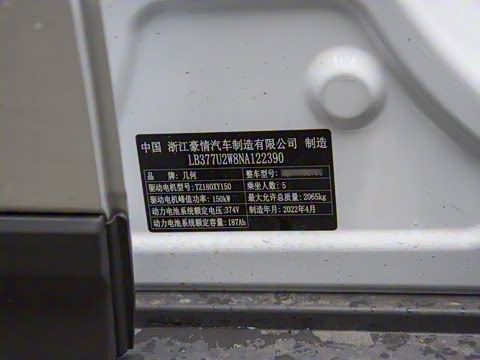 中国 浙江豪情汽车制造有限公司 制造
LB377U2W8NA122390
品 牌：几何 整车型号：
驱动电机型号：TZ180XY150 乘坐人数：5
驱动电机峰值功率：150kW 最大允许总质量：2065kg
动力电池系统额定电压：374V 制造年月：2022年4月
动力电池系统额定容量：187Ah